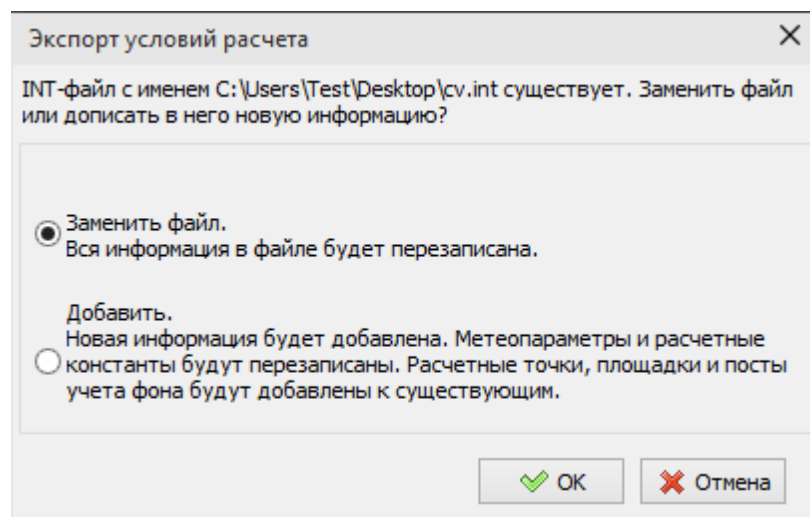 Экспорт условий расчета
INT-файл с именем C:\Users\Test\Desktop\cv.int существует. Заменить файл
или дописать в него новую информацию?
Заменить файл.
Вся информация в файле будет перезаписана.
Добавить.
Новая информация будет добавлена. Метеопараметры и расчетные
константы будут перезаписаны. Расчетные точки, площадки и посты
учета фона будут добавлены к существующим.
OK
Отмена